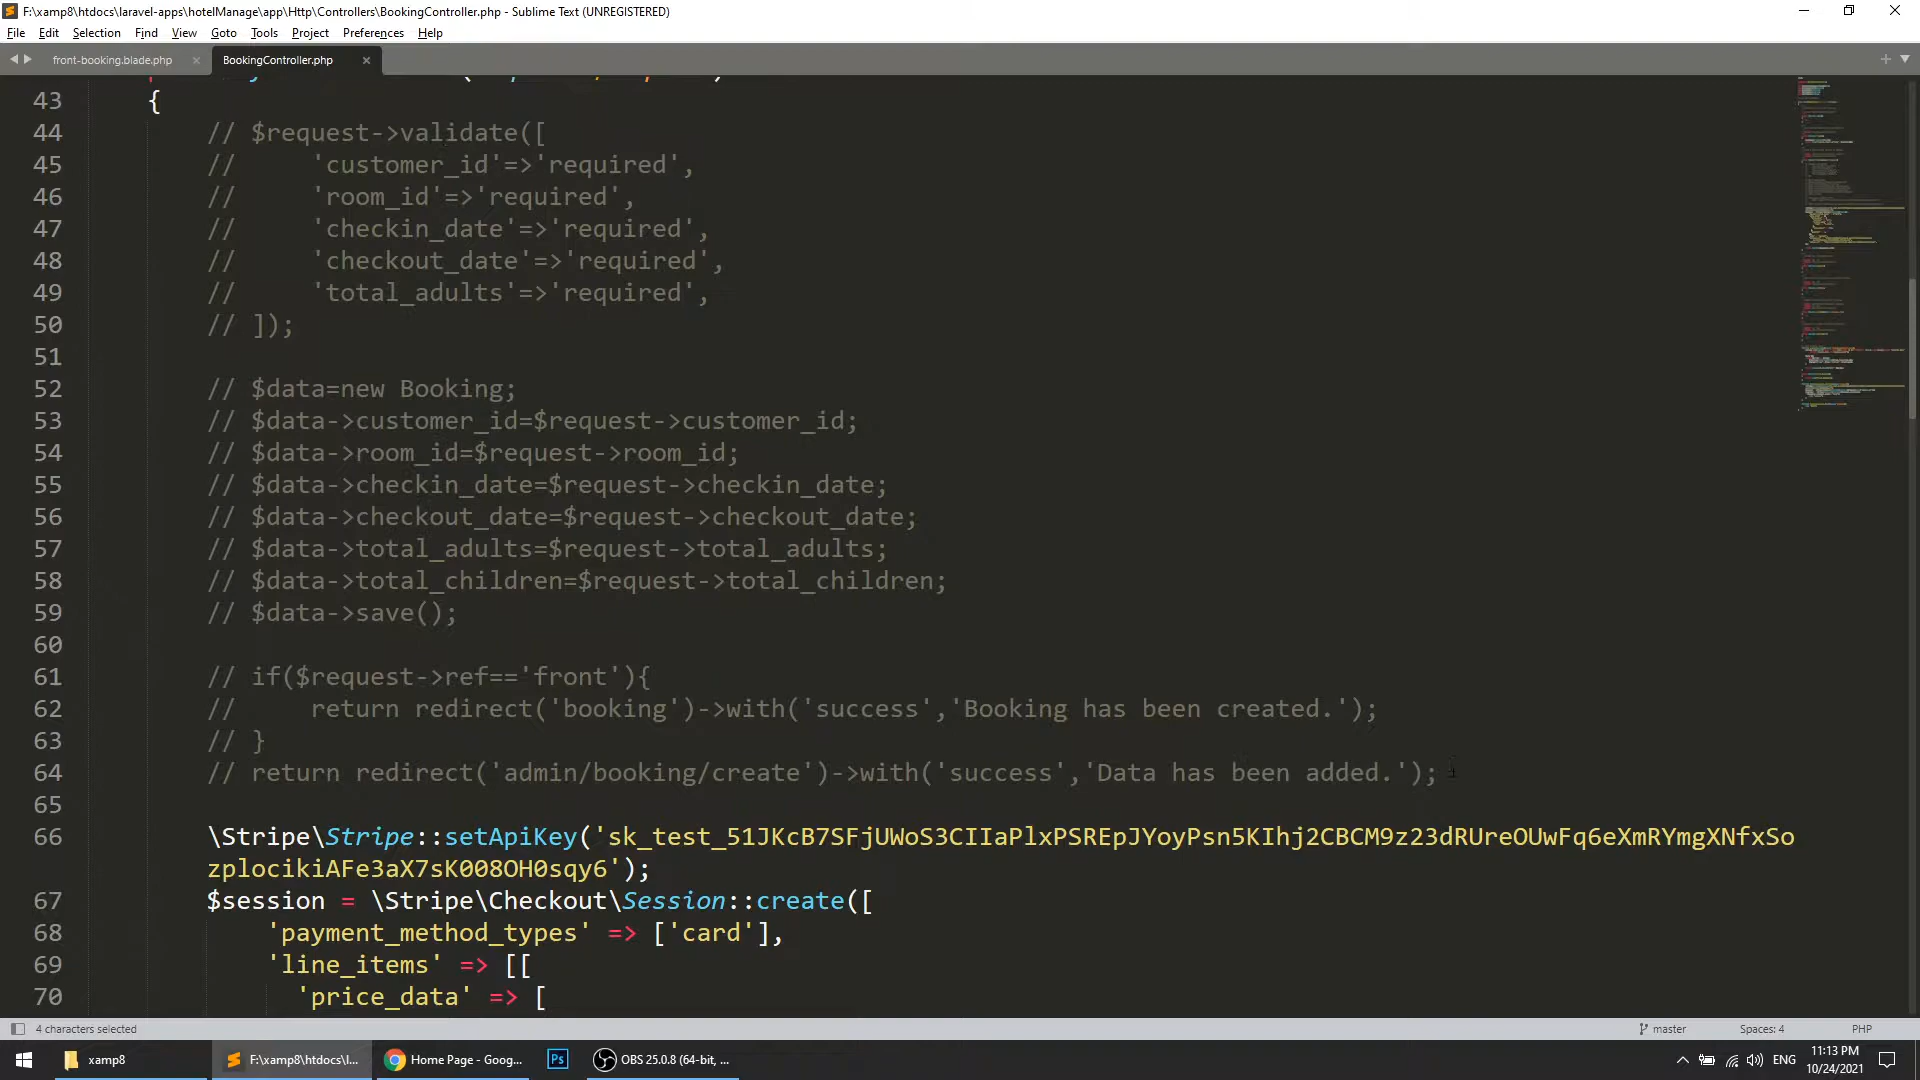 F:\xamp8\htdocs\laravel-apps\hotelManage\app\Http\Controllers\BookingController.php - Sublime Text (UNREGISTERED)
File Edit Selection Find View Goto Tools Project Preferences Help
front-booking.blade.php × BookingController.php ×
43 {
44 // $request->validate([
45 //     'customer_id'=>'required',
46 //     'room_id'=>'required',
47 //     'checkin_date'=>'required',
48 //     'checkout_date'=>'required',
49 //     'total_adults'=>'required',
50 // ]);
51
52 // $data=new Booking;
53 // $data->customer_id=$request->customer_id;
54 // $data->room_id=$request->room_id;
55 // $data->checkin_date=$request->checkin_date;
56 // $data->checkout_date=$request->checkout_date;
57 // $data->total_adults=$request->total_adults;
58 // $data->total_children=$request->total_children;
59 // $data->save();
60
61 // if($request->ref=='front'){
62 //     return redirect('booking')->with('success','Booking has been created.');
63 // }
64 // return redirect('admin/booking/create')->with('success','Data has been added.');
65
66 \Stripe\Stripe::setApiKey('sk_test_51JKcB7SFjUWoS3CIIaPlxPSREpJYoyPsn5KIhj2CBCM9z23dRUreOUwFq6eXmRYmgXNfxSo
zplocikiAFe3aX7sK008OH0sqy6');
67 $session = \Stripe\Checkout\Session::create([
68     'payment_method_types' => ['card'],
69     'line_items' => [[
70       'price_data' => [
4 characters selected master Spaces: 4 PHP
xamp8 F:\xamp8\htdocs\l... Home Page - Goog... Ps OBS 25.0.8 (64-bit, ... ENG 11:13 PM
10/24/2021